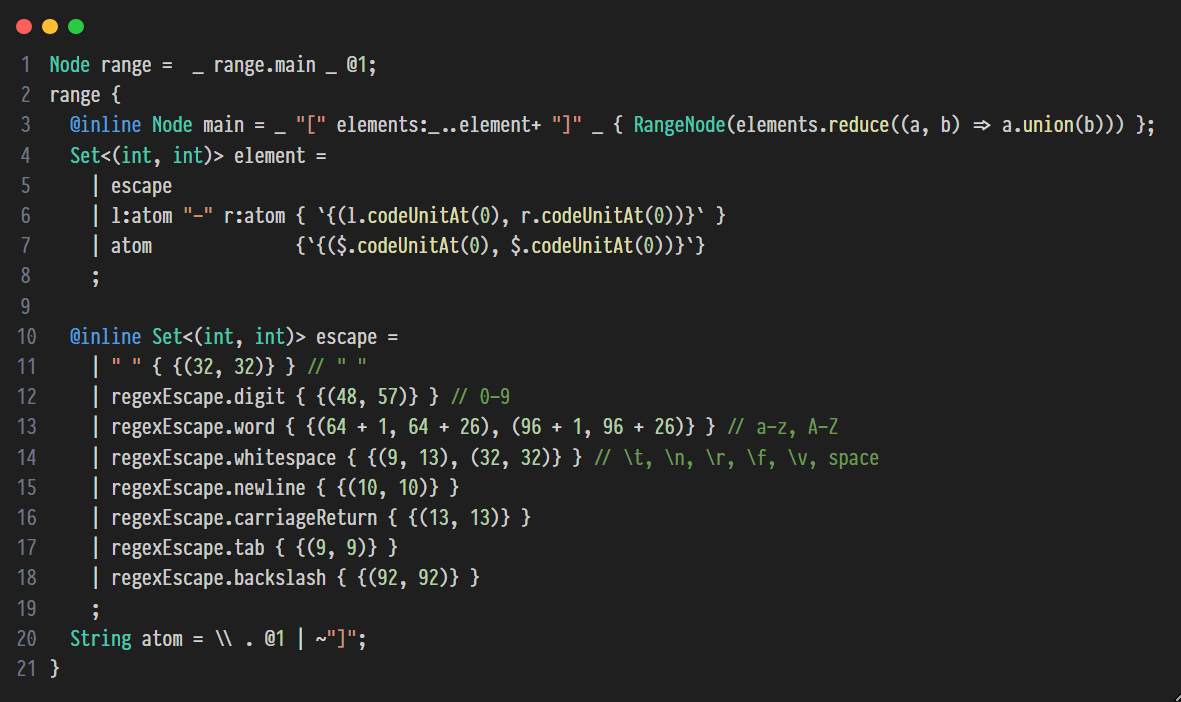 1 Node range =  _ range.main _ @1;
2 range {
3   @inline Node main = _ "[" elements:_..element+ "]" _ { RangeNode(elements.reduce((a, b) => a.union(b))) };
4   Set<(int, int)> element =
5     | escape
6     | l:atom "-" r:atom { `{(l.codeUnitAt(0), r.codeUnitAt(0))}` }
7     | atom              {`{($.codeUnitAt(0), $.codeUnitAt(0))}`}
8     ;
9
10   @inline Set<(int, int)> escape =
11     | " " { {(32, 32)} } // " "
12     | regexEscape.digit { {(48, 57)} } // 0-9
13     | regexEscape.word { {(64 + 1, 64 + 26), (96 + 1, 96 + 26)} } // a-z, A-Z
14     | regexEscape.whitespace { {(9, 13), (32, 32)} } // \t, \n, \r, \f, \v, space
15     | regexEscape.newline { {(10, 10)} }
16     | regexEscape.carriageReturn { {(13, 13)} }
17     | regexEscape.tab { {(9, 9)} }
18     | regexEscape.backslash { {(92, 92)} }
19     ;
20   String atom = \\ . @1 | ~"]";
21 }